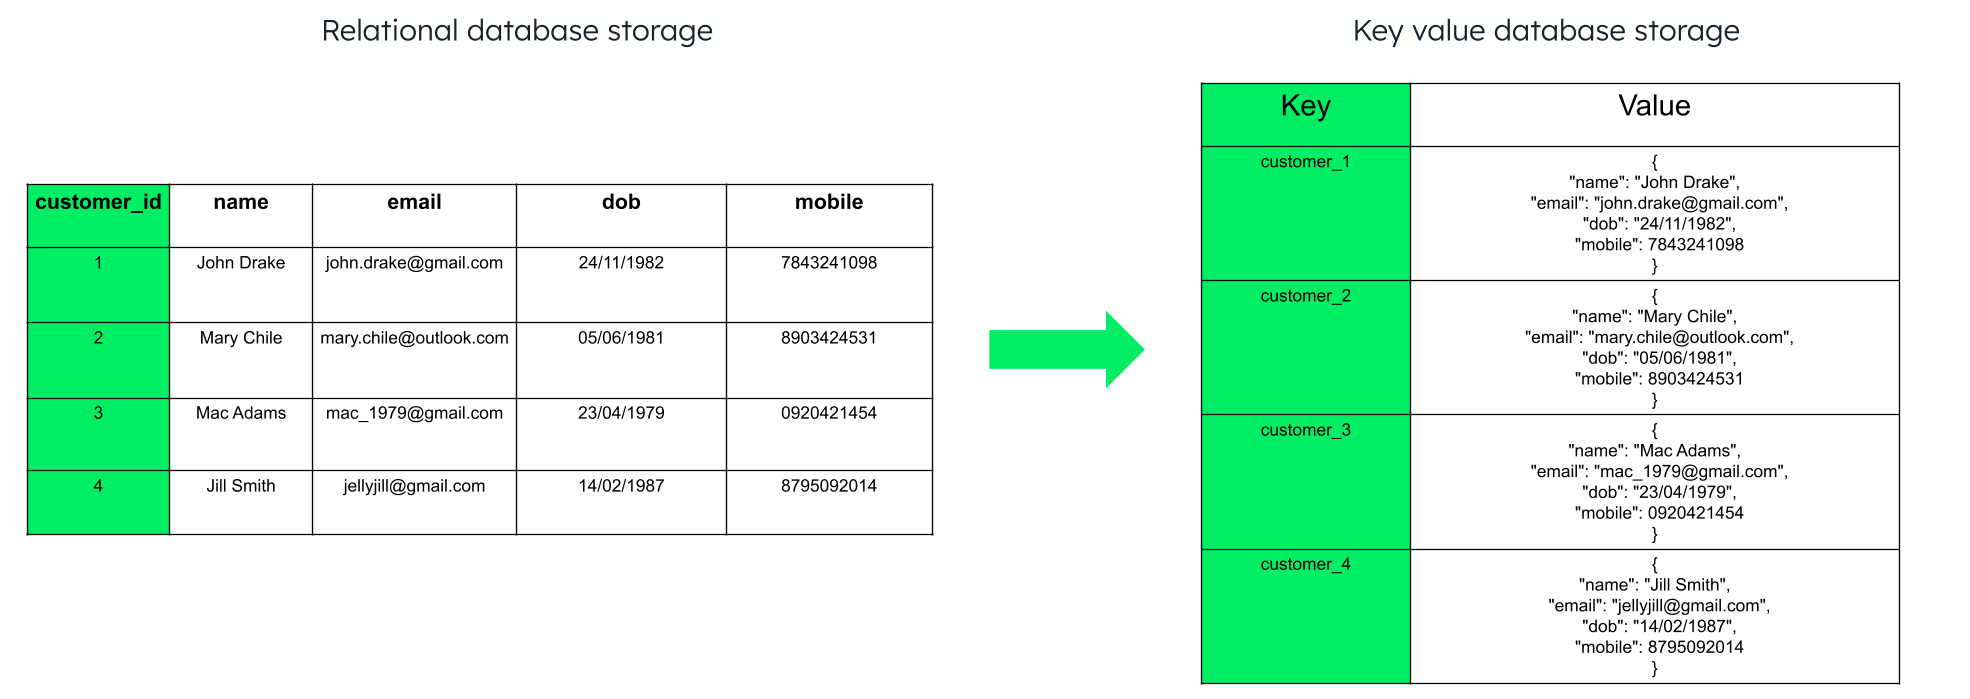 Relational database storage
customer_id name email dob mobile
1 John Drake john.drake@gmail.com 24/11/1982 7843241098
2 Mary Chile mary.chile@outlook.com 05/06/1981 8903424531
3 Mac Adams mac_1979@gmail.com 23/04/1979 0920421454
4 Jill Smith jellyjill@gmail.com 14/02/1987 8795092014
Key value database storage
Key Value
customer_1 {
"name": "John Drake",
"email": "john.drake@gmail.com",
"dob": "24/11/1982",
"mobile": 7843241098
}
customer_2 {
"name": "Mary Chile",
"email": "mary.chile@outlook.com",
"dob": "05/06/1981",
"mobile": 8903424531
}
customer_3 {
"name": "Mac Adams",
"email": "mac_1979@gmail.com",
"dob": "23/04/1979",
"mobile": 0920421454
}
customer_4 {
"name": "Jill Smith",
"email": "jellyjill@gmail.com",
"dob": "14/02/1987",
"mobile": 8795092014
}